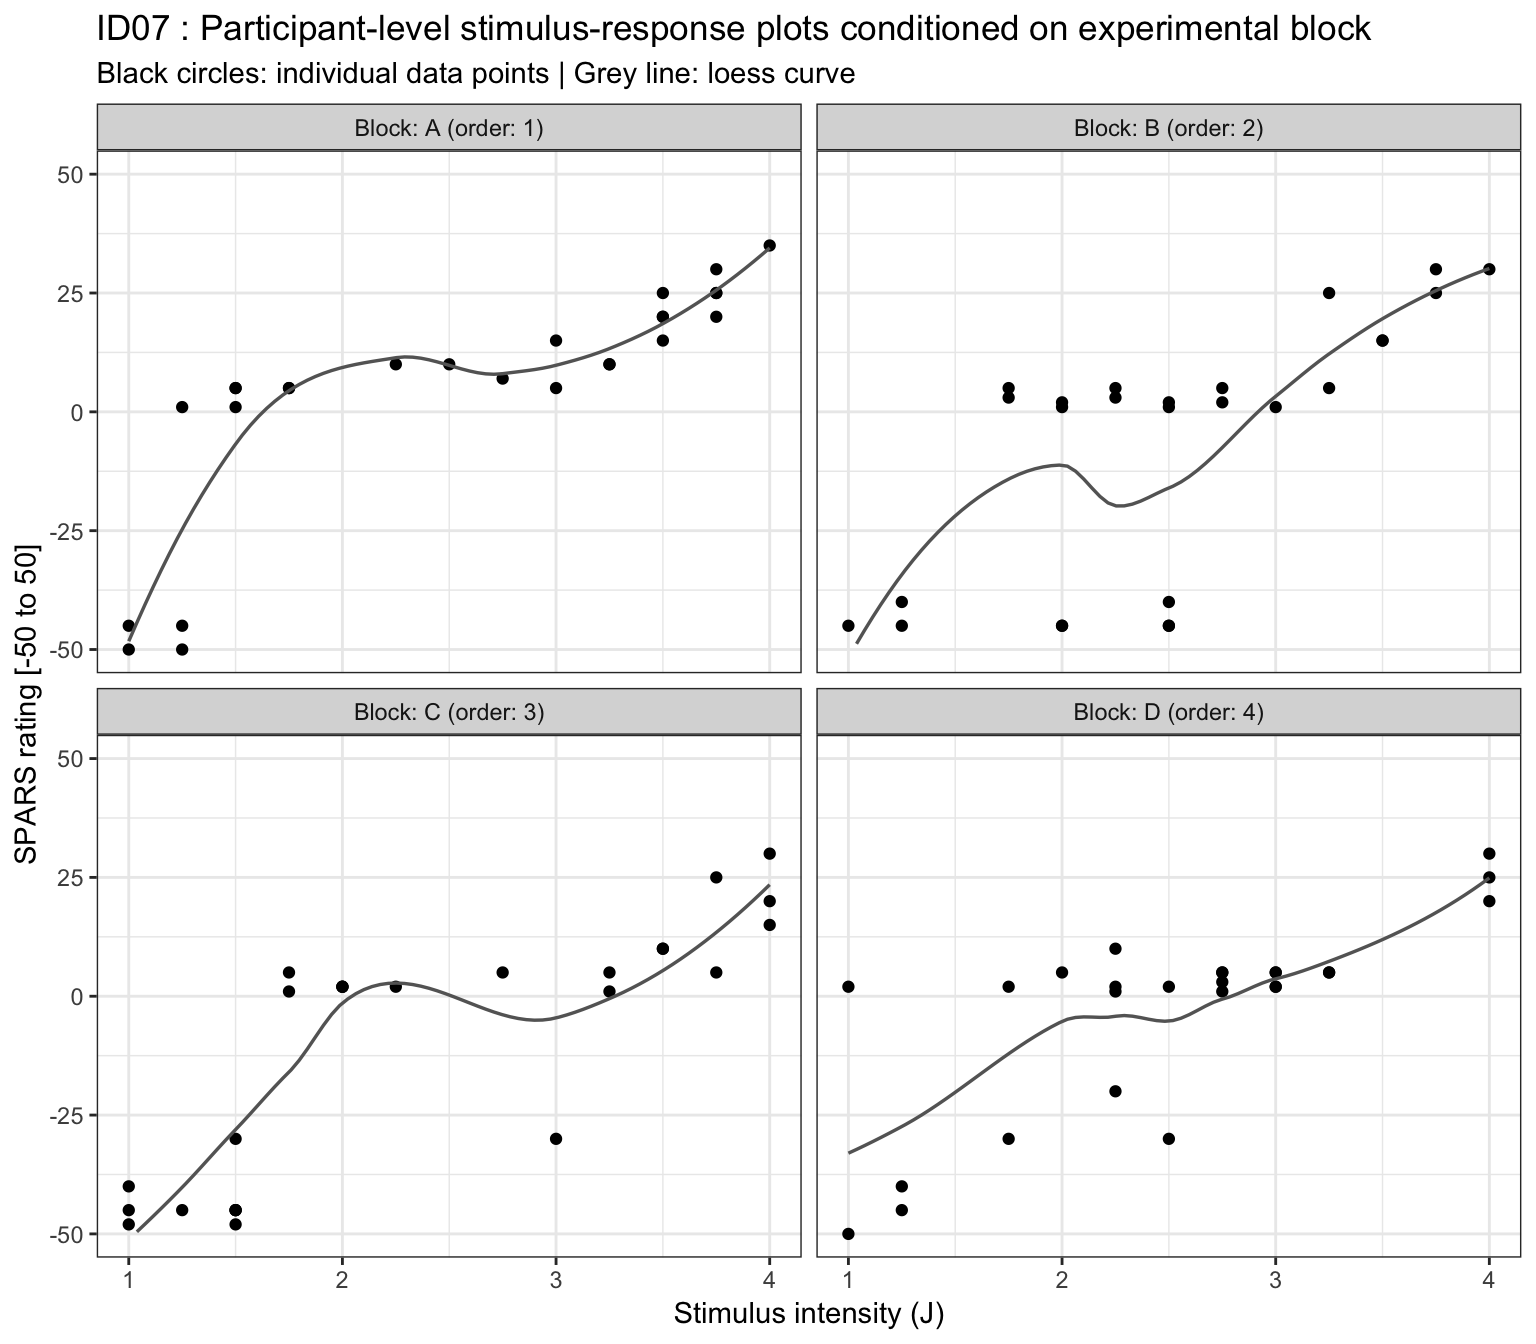 ID07 : Participant-level stimulus-response plots conditioned on experimental block
Black circles: individual data points | Grey line: loess curve
Block: A (order: 1)
Block: B (order: 2)
50
25
0
-25
-50
Block: C (order: 3)
Block: D (order: 4)
50
25
0
-25
-50
1 2 3 4 1 2 3 4
Stimulus intensity (J)
SPARS rating [-50 to 50]